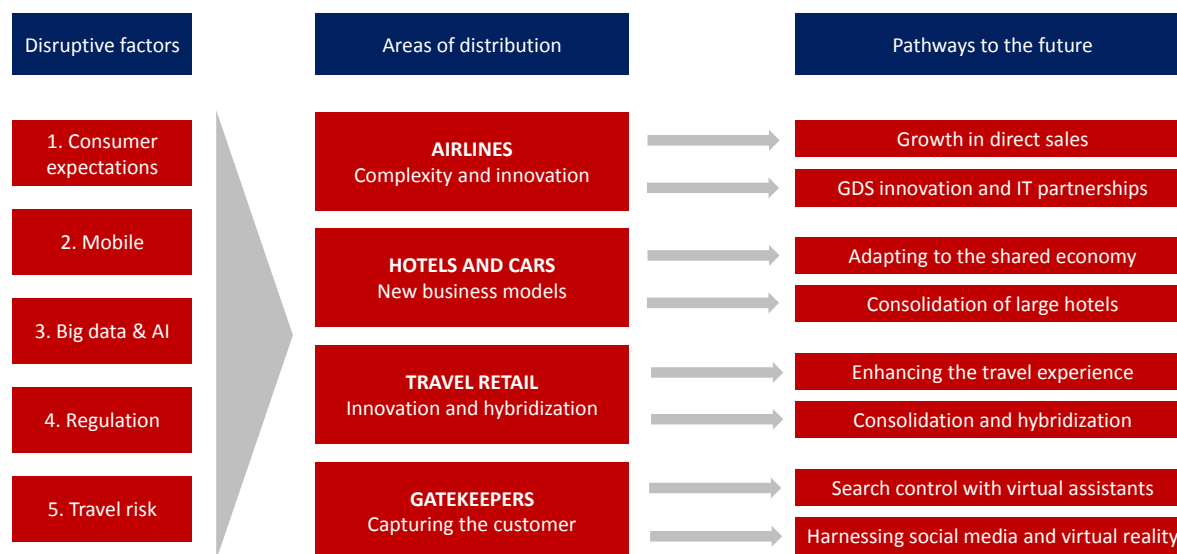 Disruptive factors
Areas of distribution
Pathways to the future
1. Consumer
expectations
2. Mobile
3. Big data & AI
4. Regulation
5. Travel risk
AIRLINES
Complexity and innovation
HOTELS AND CARS
New business models
TRAVEL RETAIL
Innovation and hybridization
GATEKEEPERS
Capturing the customer
Growth in direct sales
GDS innovation and IT partnerships
Adapting to the shared economy
Consolidation of large hotels
Enhancing the travel experience
Consolidation and hybridization
Search control with virtual assistants
Harnessing social media and virtual reality